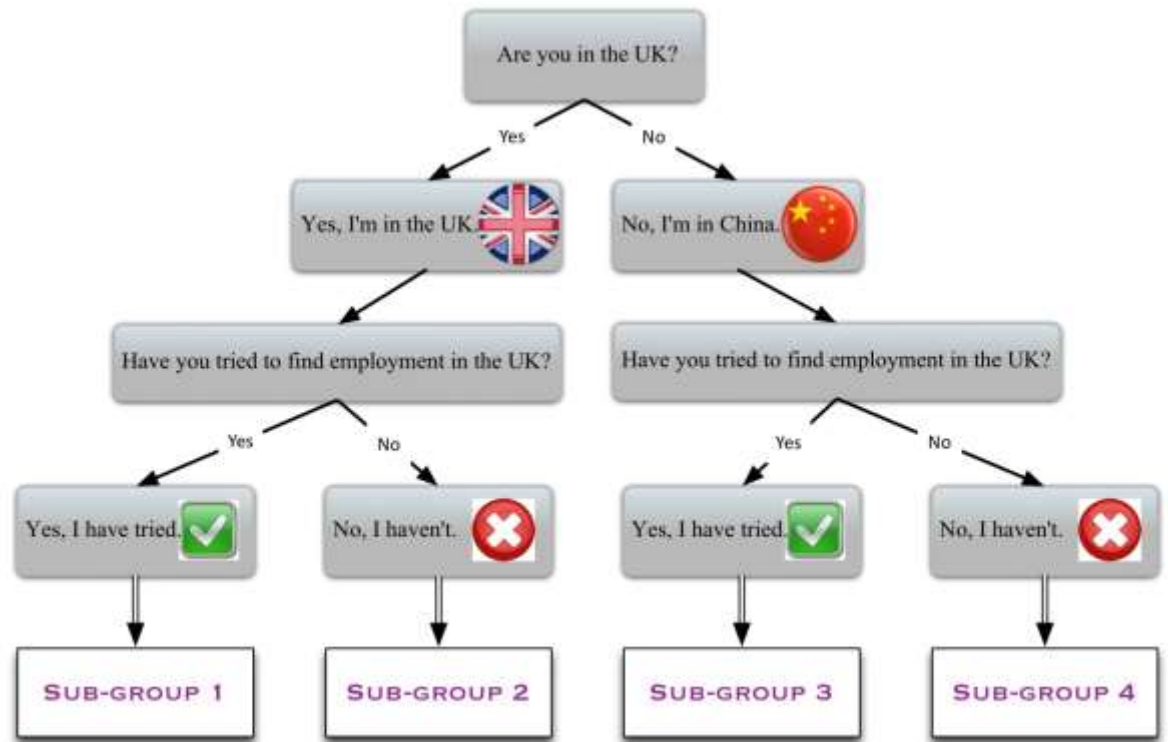 Are you in the UK?
Yes
No
Yes, I'm in the UK.
No, I'm in China.
Have you tried to find employment in the UK?
Have you tried to find employment in the UK?
Yes
No
Yes
No
Yes, I have tried.
No, I haven't.
Yes, I have tried.
No, I haven't.
SUB-GROUP 1
SUB-GROUP 2
SUB-GROUP 3
SUB-GROUP 4